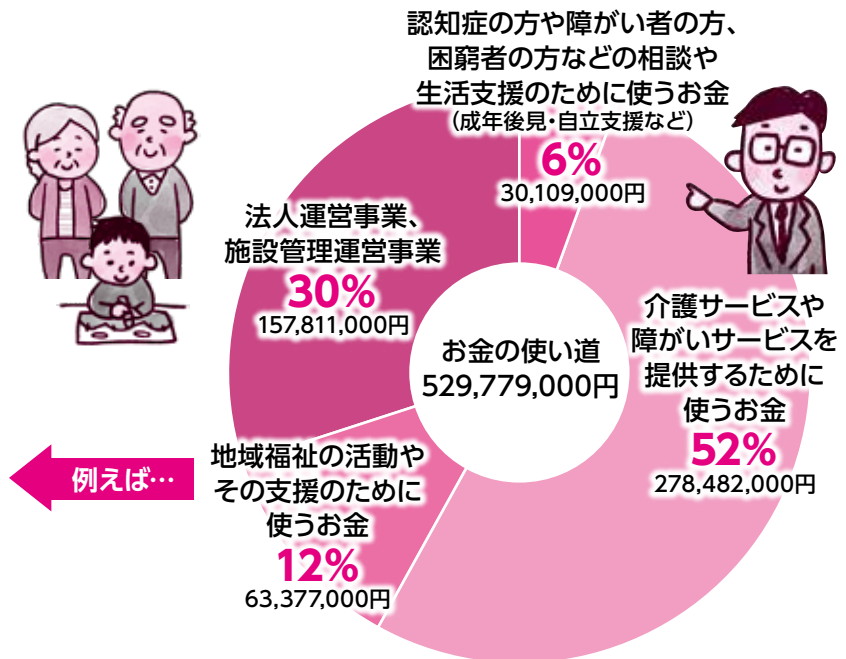 認知症の方や障がい者の方、
困窮者の方などの相談や
生活支援のために使うお金
（成年後見・自立支援など）
6%
30,109,000円
法人運営事業、
施設管理運営事業
30%
157,811,000円
お金の使い道
529,779,000円
介護サービスや
障がいサービスを
提供するために
使うお金
52%
278,482,000円
例えば…
地域福祉の活動や
その支援のために
使うお金
12%
63,377,000円